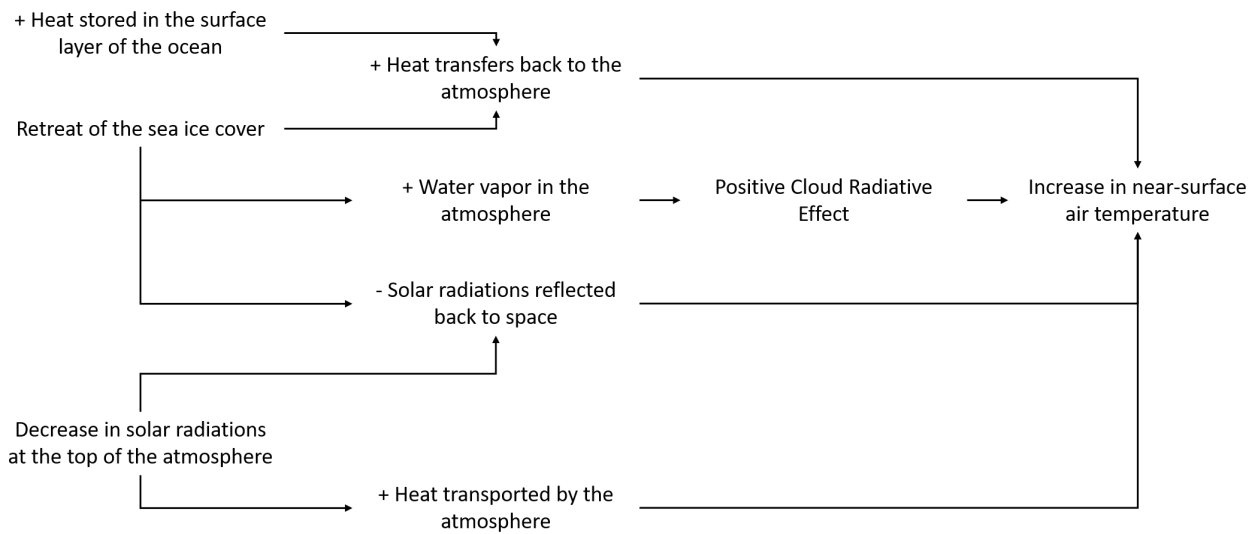 + Heat stored in the surface
layer of the ocean
+ Heat transfers back to the
atmosphere
Retreat of the sea ice cover
+ Water vapor in the
atmosphere
Positive Cloud Radiative
Effect
Increase in near-surface
air temperature
- Solar radiations reflected
back to space
Decrease in solar radiations
at the top of the atmosphere
+ Heat transported by the
atmosphere